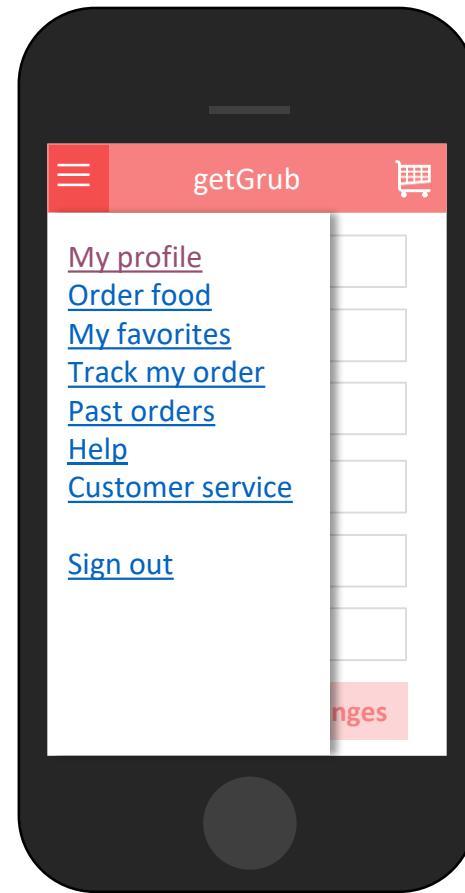 getGrub
My profile
Order food
My favorites
Track my order
Past orders
Help
Customer service
Sign out
nges